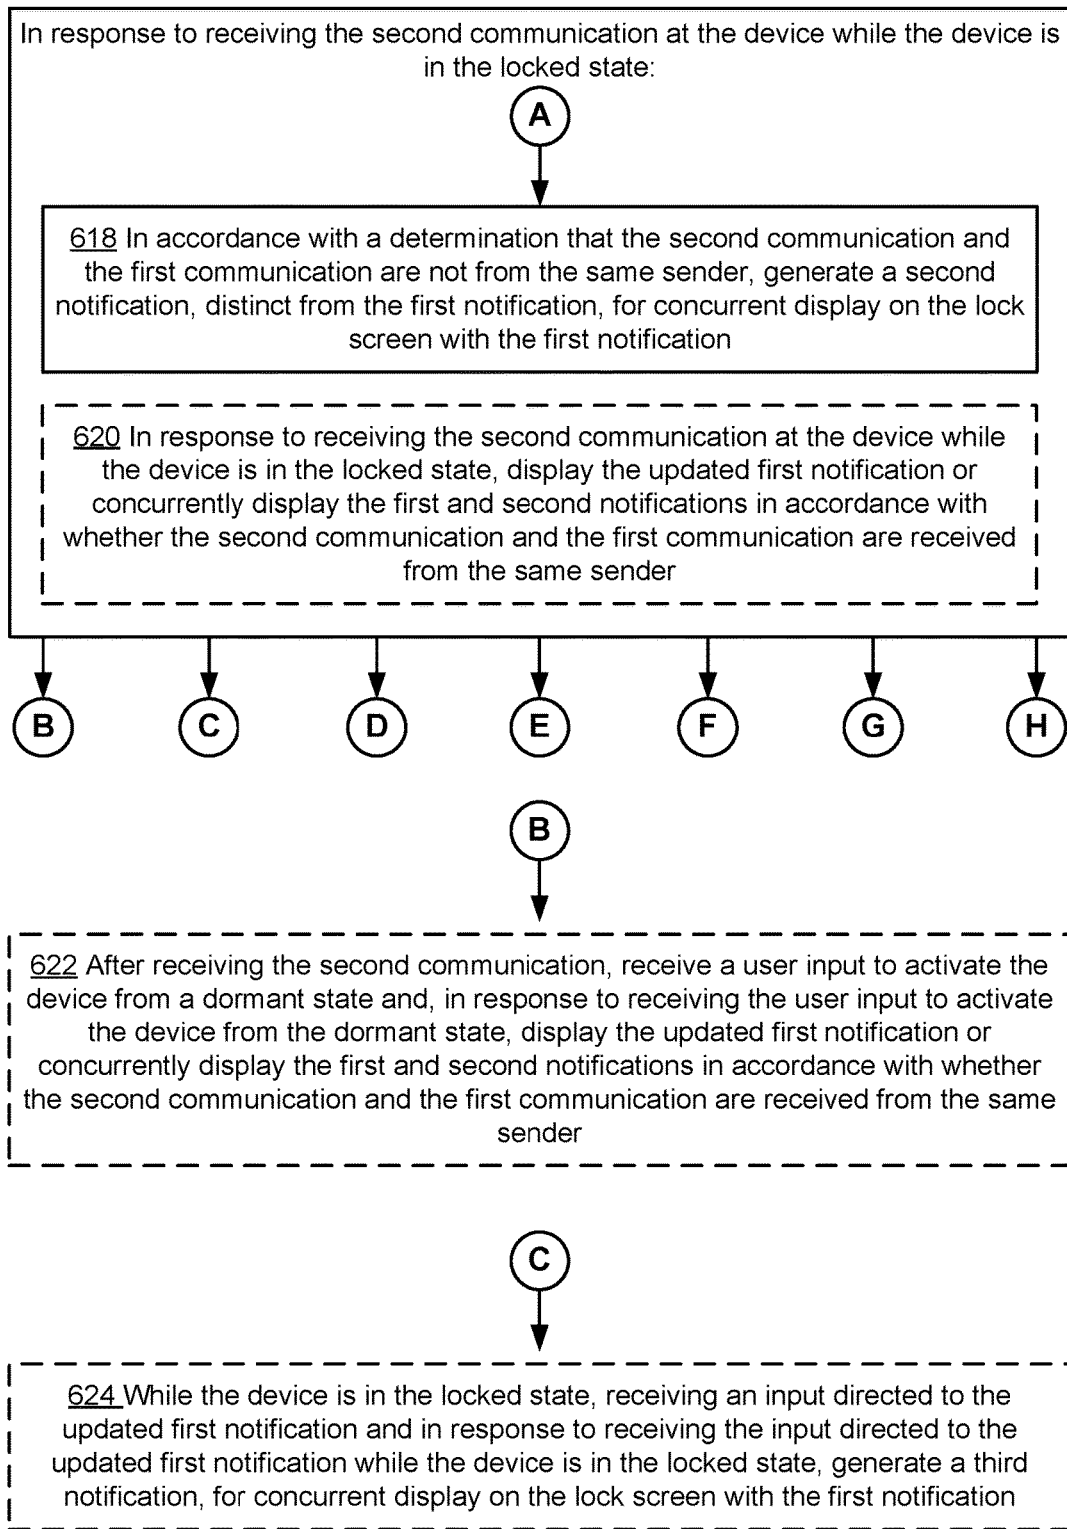 In response to receiving the second communication at the device while the device is
in the locked state:
A
618 In accordance with a determination that the second communication and
the first communication are not from the same sender, generate a second
notification, distinct from the first notification, for concurrent display on the lock
screen with the first notification
620 In response to receiving the second communication at the device while
the device is in the locked state, display the updated first notification or
concurrently display the first and second notifications in accordance with
whether the second communication and the first communication are received
from the same sender
B C D E F G H
B
622 After receiving the second communication, receive a user input to activate the
device from a dormant state and, in response to receiving the user input to activate
the device from the dormant state, display the updated first notification or
concurrently display the first and second notifications in accordance with whether
the second communication and the first communication are received from the same
sender
C
624 While the device is in the locked state, receiving an input directed to the
updated first notification and in response to receiving the input directed to the
updated first notification while the device is in the locked state, generate a third
notification, for concurrent display on the lock screen with the first notification